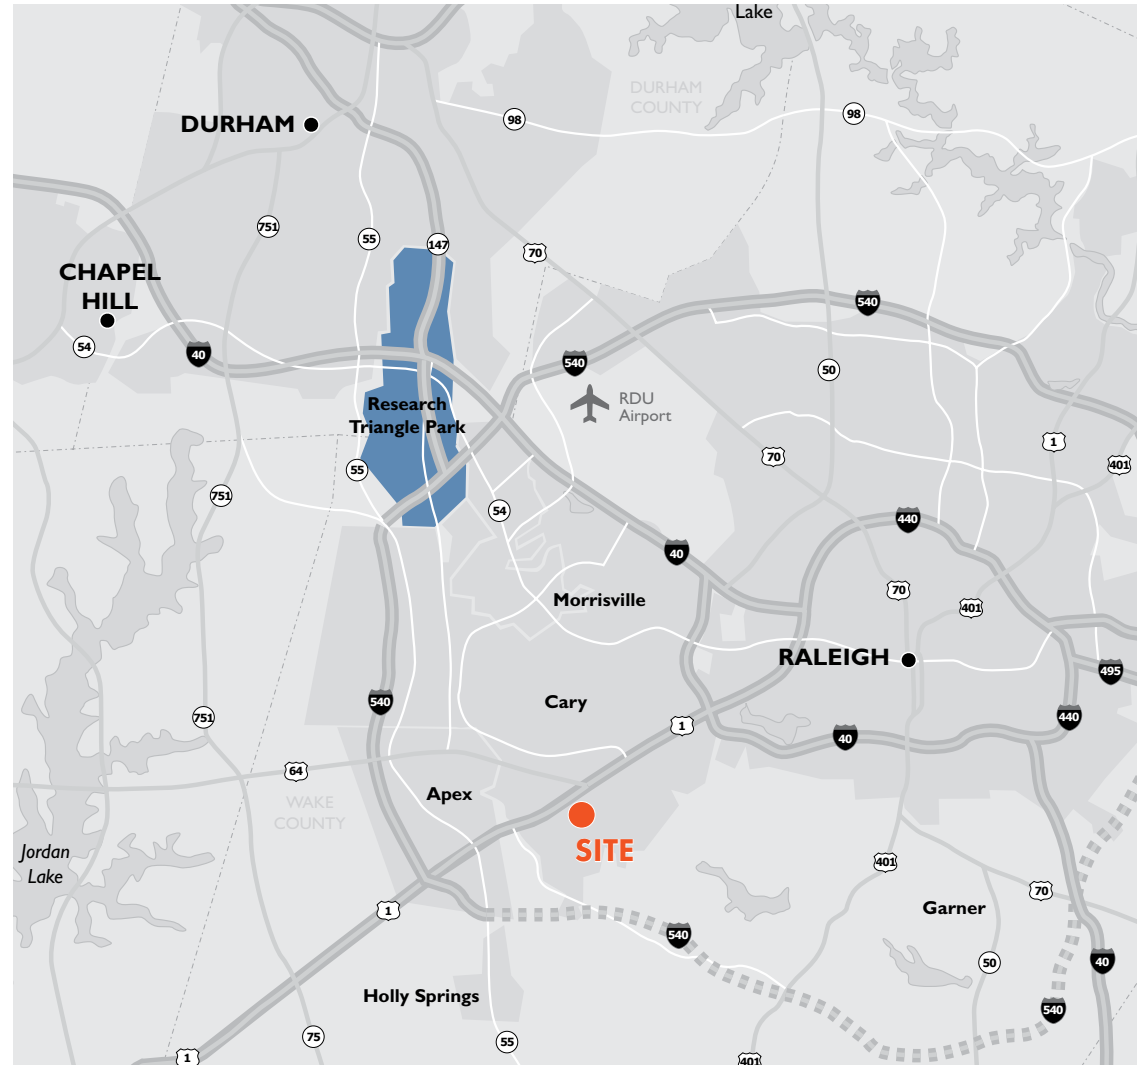 Lake
DURHAM
COUNTY
98
98
DURHAM
751
55
147
70
CHAPEL
HILL
540
54
40
540
50
RDU
Airport
Research
Triangle Park
1
70
401
55
751
54
440
40
Morrisville
70
401
RALEIGH
495
540
Cary
751
1
440
40
64
Apex
WAKE
COUNTY
SITE
Jordan
Lake
401
70
1
Garner
540
50
40
Holly Springs
540
75
55
1
401